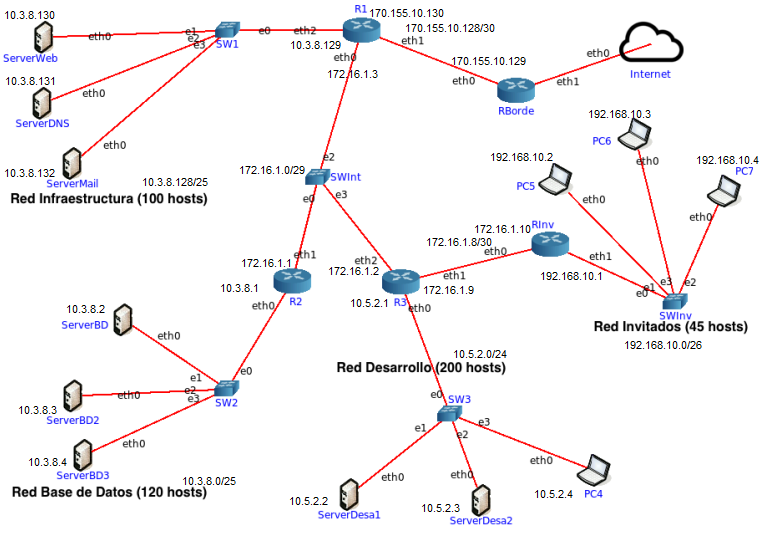 10.3.8.130
eth0
ServerWeb
e1
e2
e3
SW1
e0
eth2
R1
170.155.10.130
170.155.10.128/30
eth1
10.3.8.129
eth0
172.16.1.3
10.3.8.131
eth0
ServerDNS
170.155.10.129
eth0
RBorde
eth1
eth0
Internet
10.3.8.132
eth0
ServerMail
10.3.8.128/25
Red Infraestructura (100 hosts)
e2
172.16.1.0/29
SWInt
e0
e3
192.168.10.3
PC6
eth0
192.168.10.2
PC5
eth0
192.168.10.4
PC7
eth0
eth1
172.16.1.1
10.3.8.1
R2
eth0
eth2
172.16.1.2
10.5.2.1
R3
eth0
eth1
172.16.1.9
172.16.1.8/30
172.16.1.10
RInv
eth0
eth1
192.168.10.1
e0
e1
e3
e2
SWInv
Red Invitados (45 hosts)
192.168.10.0/26
10.3.8.2
ServerBD
eth0
e1
e2
e3
e0
SW2
10.3.8.3
eth0
ServerBD2
eth0
10.3.8.4
ServerBD3
10.3.8.0/25
Red Base de Datos (120 hosts)
10.5.2.0/24
Red Desarrollo (200 hosts)
e0
SW3
e1
e2
e3
eth0
10.5.2.2
ServerDesa1
eth0
10.5.2.3
ServerDesa2
eth0
10.5.2.4
PC4